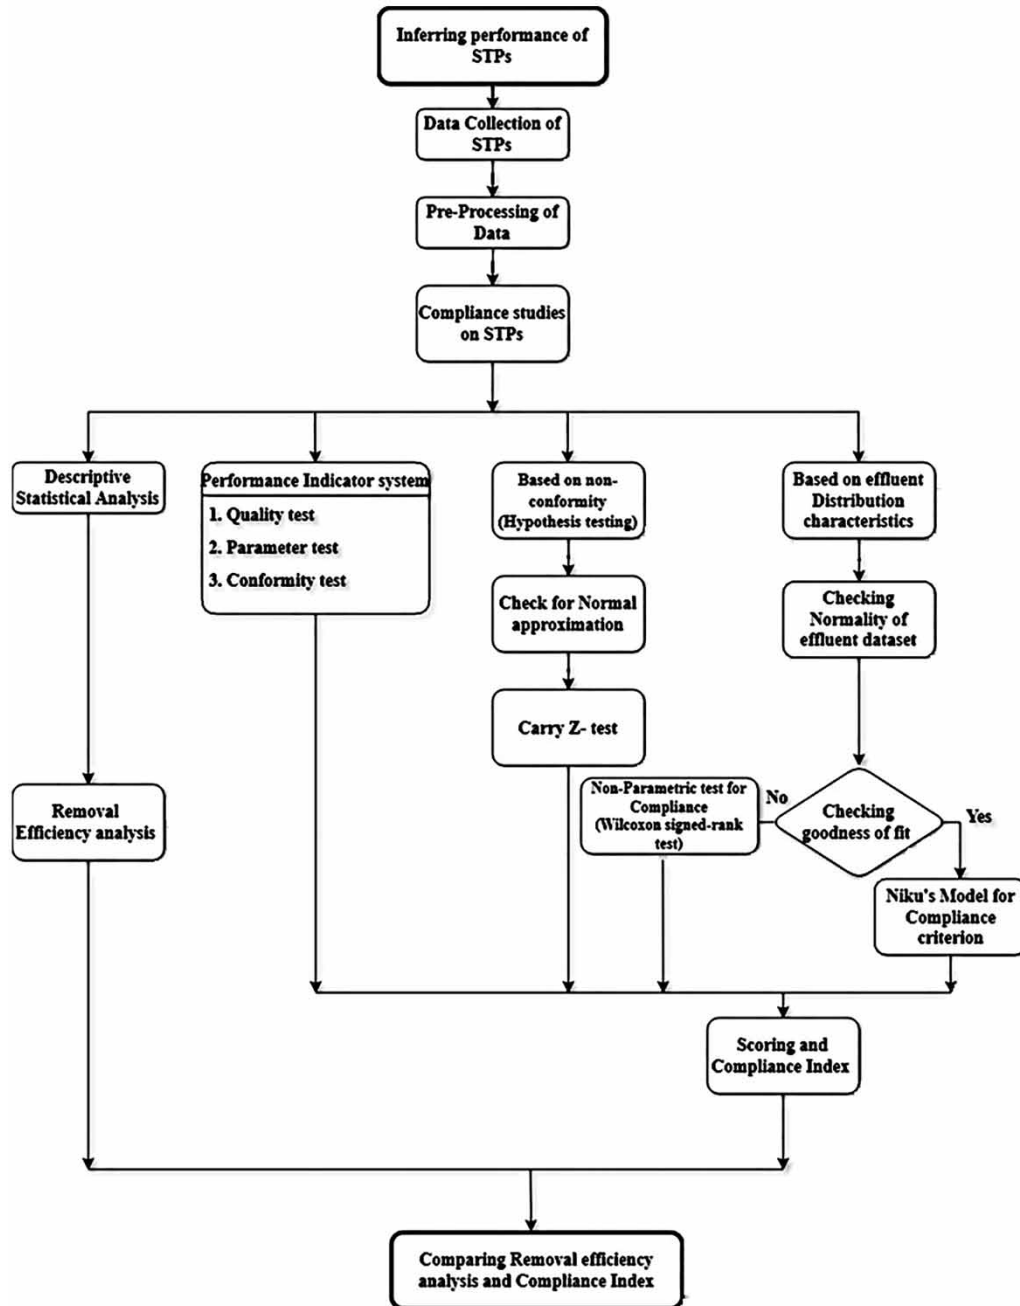 Inferring performance of
STPs
Data Collection of
STPs
Pre-Processing of
Data
Compliance studies
on STPs
Descriptive
Statistical Analysis
Performance Indicator system
1. Quality test
2. Parameter test
3. Conformity test
Based on non-
conformity
(Hypothesis testing)
Based on effluent
Distribution
characteristics
Check for Normal
approximation
Checking
Normality of
effluent dataset
Carry Z- test
Removal
Efficiency analysis
Non-Parametric test for
Compliance
(Wilcoxon signed-rank
test)
No
Checking
goodness of fit
Yes
Niku's Model for
Compliance
criterion
Scoring and
Compliance Index
Comparing Removal efficiency
analysis and Compliance Index